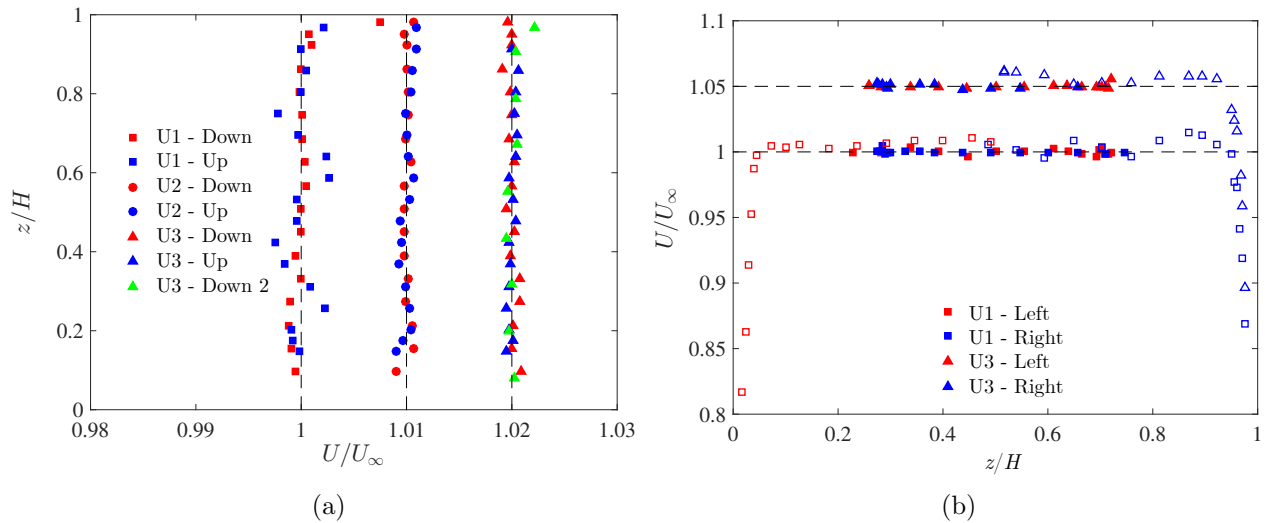 1
0.8
0.6
0.4
0.2
0
z/H
U1 - Down
U1 - Up
U2 - Down
U2 - Up
U3 - Down
U3 - Up
U3 - Down 2
0.98 0.99 1 1.01 1.02 1.03
U/U∞
(a)
1.1
1.05
1
0.95
0.9
0.85
0.8
U/U∞
U1 - Left
U1 - Right
U3 - Left
U3 - Right
0 0.2 0.4 0.6 0.8 1
z/H
(b)